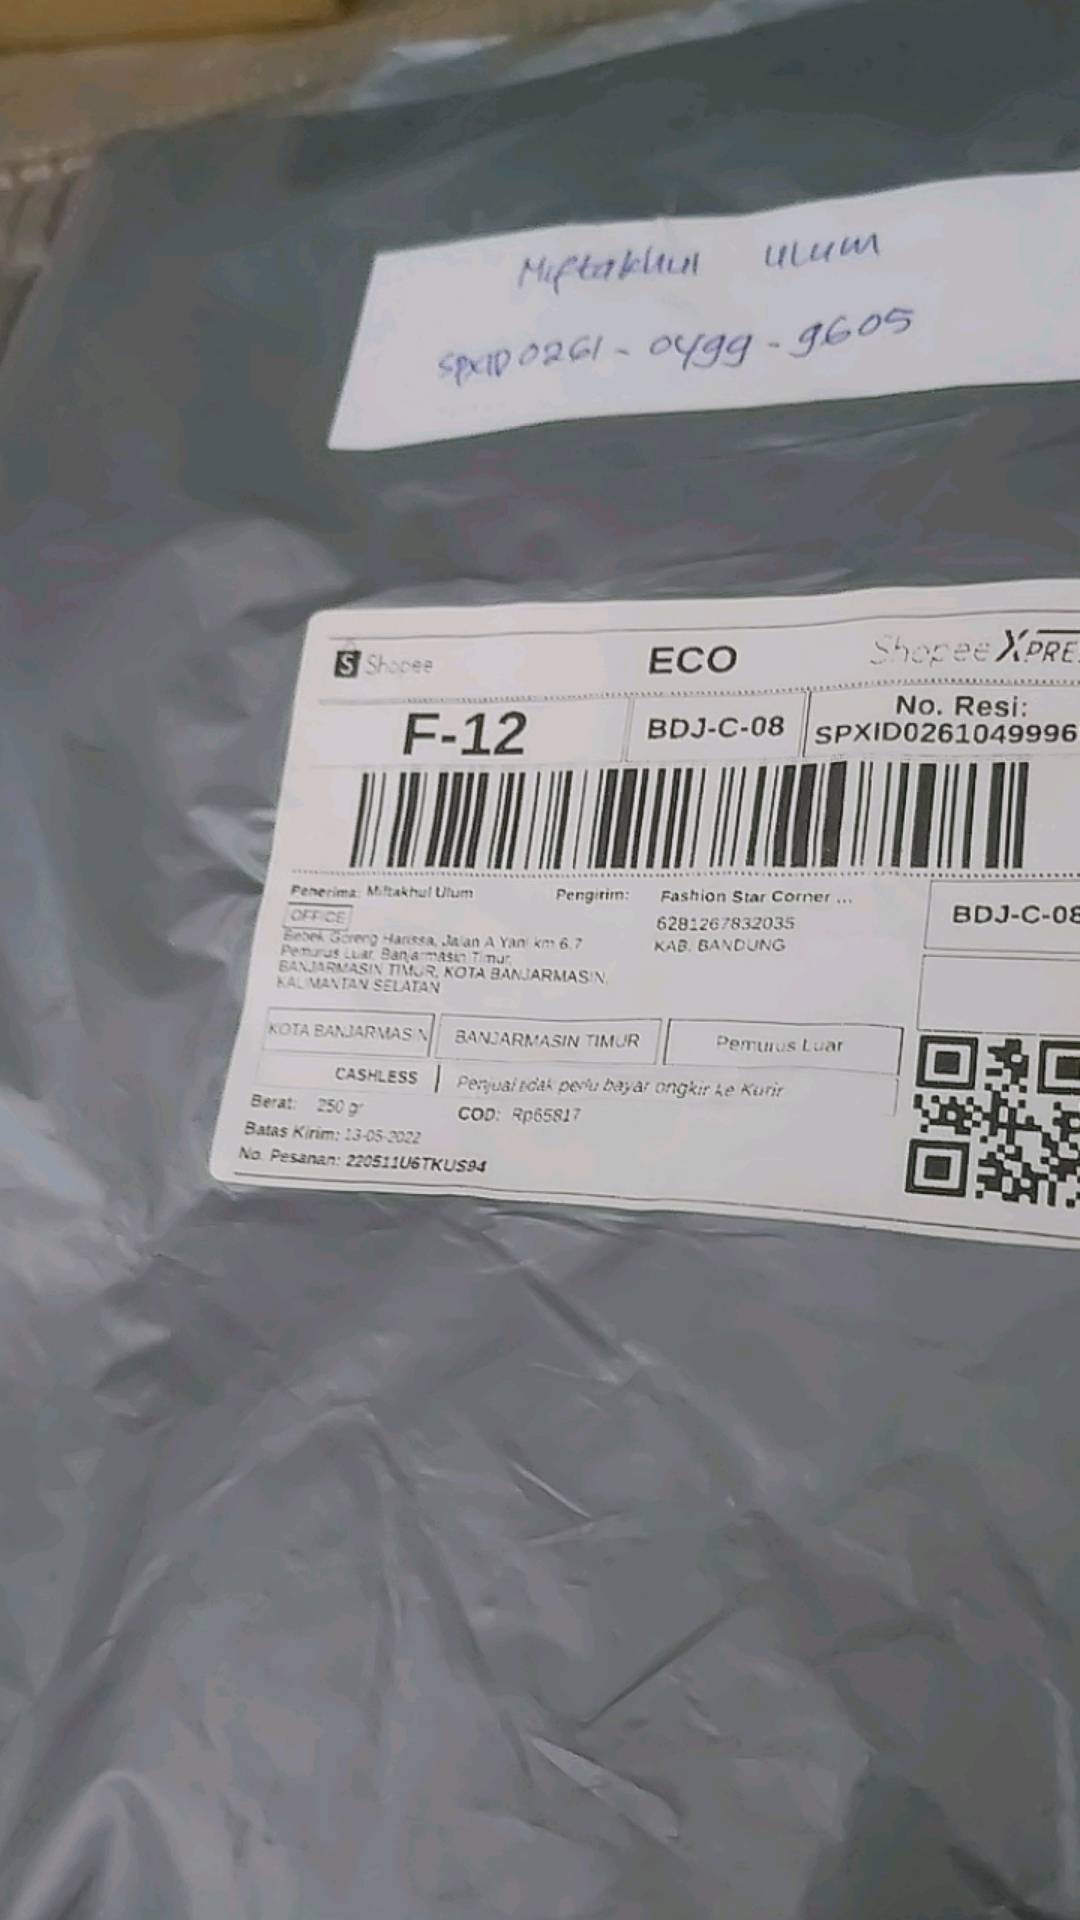 Miftakhul Ulum
SPXID0261-0499-9605
Shopee
ECO
Shopee XPRE
F-12
BDJ-C-08
No. Resi:
SPXID0261049996
Penerima: Miftakhul Ulum
Pengirim: Fashion Star Corner ...
OFFICE
6281267832035
KAB. BANDUNG
BDJ-C-08
Bebek Goreng Harissa, Jalan A Yani km 6.7
Pemurus Luar, Banjarmasin Timur,
BANJARMASIN TIMUR, KOTA BANJARMASIN,
KALIMANTAN SELATAN
KOTA BANJARMASIN
BANJARMASIN TIMUR
Pemurus Luar
CASHLESS
Penjual tidak perlu bayar ongkir ke Kurir
Berat: 250 gr
COD: Rp65817
Batas Kirim: 13-05-2022
No. Pesanan: 220511U6TKUS94